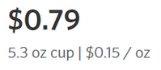 $0.79
5.3 oz cup | $0.15 / oz